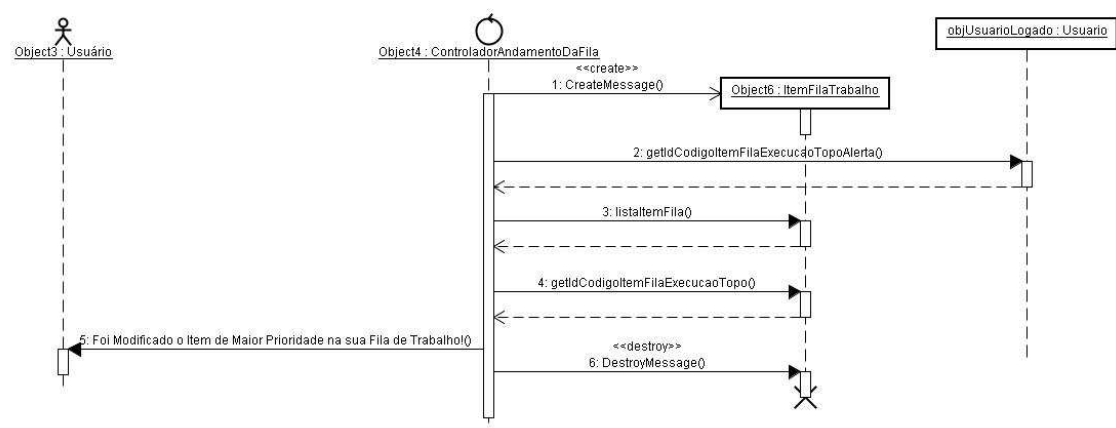 Object3 : Usuário
Object4 : ControladorAndamentoDaFila
objUsuarioLogado : Usuario
<<create>>
1: CreateMessage()
Object6 : ItemFilaTrabalho
2: getIdCodigoItemFilaExecucaoTopoAlerta()
3: listaItemFila()
4: getIdCodigoItemFilaExecucaoTopo()
5: Foi Modificado o Item de Maior Prioridade na sua Fila de Trabalho!()
<<destroy>>
6: DestroyMessage()